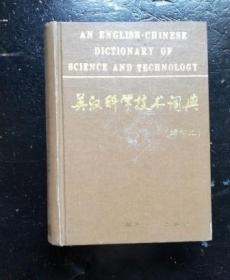 AN ENGLISH-CHINESE
DICTIONARY OF
SCIENCE AND TECHNOLOGY
英汉科学技术词典